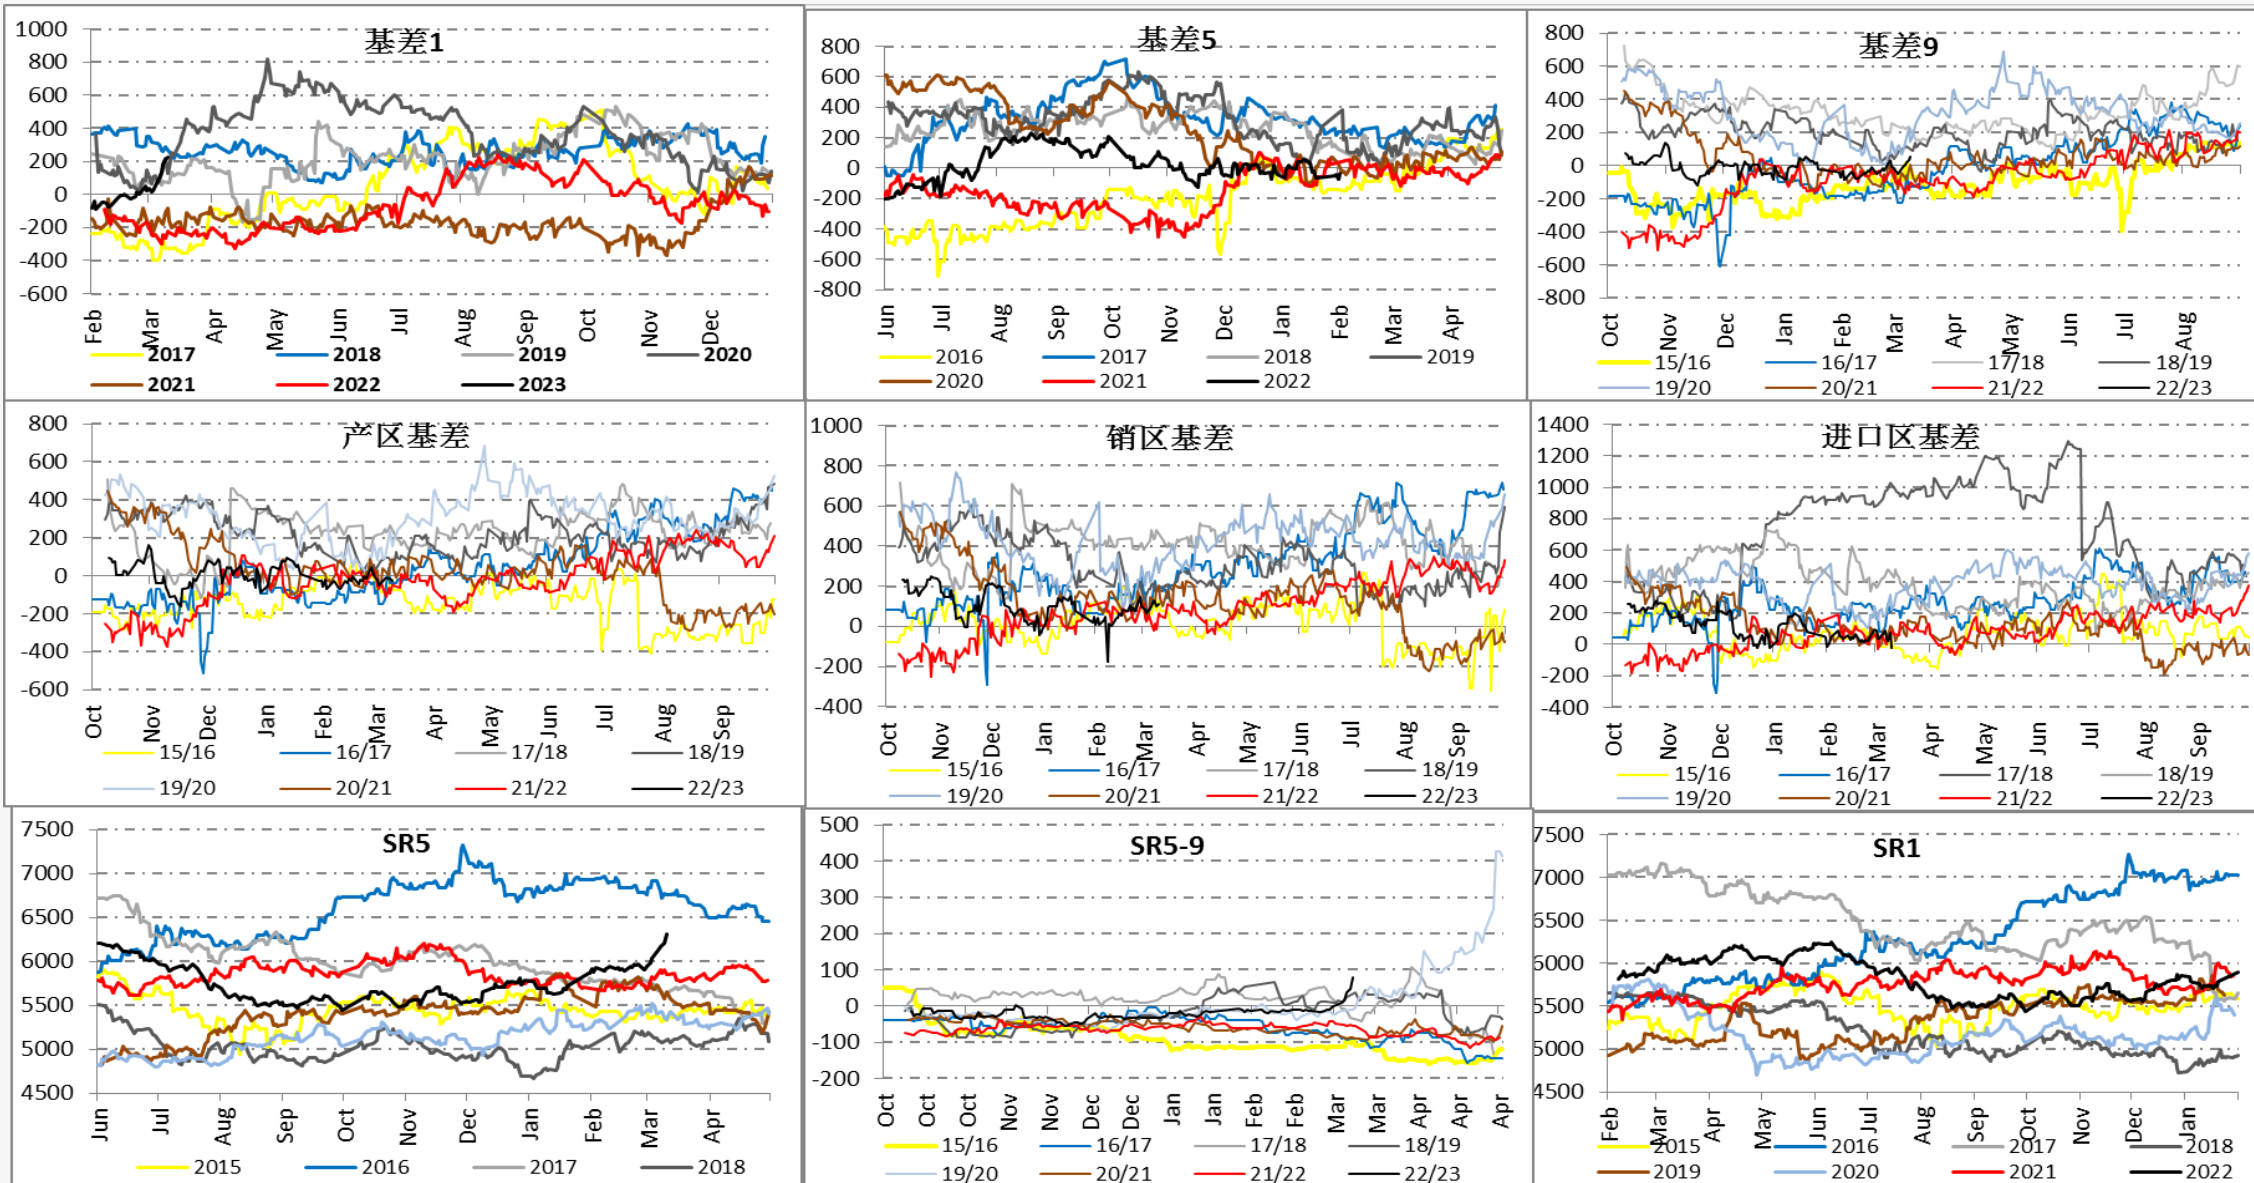 基差1
1000
800
600
400
200
0
-200
-400
-600
Feb Mar Apr May Jun Jul Aug Sep Oct Nov Dec
2017 2018 2019 2020
2021 2022 2023
基差5
800
600
400
200
0
-200
-400
-600
-800
Jun Jul Aug Sep Oct Nov Dec Jan Feb Mar Apr
2016 2017 2018 2019
2020 2021 2022
基差9
800
600
400
200
0
-200
-400
-600
-800
Oct Nov Dec Jan Feb Mar Apr May Jun Jul Aug
15/16 16/17 17/18 18/19
19/20 20/21 21/22 22/23
产区基差
800
600
400
200
0
-200
-400
-600
Oct Nov Dec Jan Feb Mar Apr May Jun Jul Aug Sep
15/16 16/17 17/18 18/19
19/20 20/21 21/22 22/23
销区基差
1000
800
600
400
200
0
-200
-400
Oct Nov Dec Jan Feb Mar Apr May Jun Jul Aug Sep
15/16 16/17 17/18 18/19
19/20 20/21 21/22 22/23
进口区基差
1400
1200
1000
800
600
400
200
0
-200
-400
Oct Nov Dec Jan Feb Mar Apr May Jun Jul Aug Sep
15/16 16/17 17/18 18/19
19/20 20/21 21/22 22/23
SR5
7500
7000
6500
6000
5500
5000
4500
Jun Jul Aug Sep Oct Nov Dec Jan Feb Mar Apr
2015 2016 2017 2018
SR5-9
500
400
300
200
100
0
-100
-200
Oct Oct Oct Nov Nov Dec Dec Jan Jan Feb Feb Mar Mar Apr Apr Apr
15/16 16/17 17/18 18/19
19/20 20/21 21/22 22/23
SR1
7500
7000
6500
6000
5500
5000
4500
Feb Mar Apr May Jun Jul Aug Sep Oct Nov Dec Jan
2015 2016 2017 2018
2019 2020 2021 2022